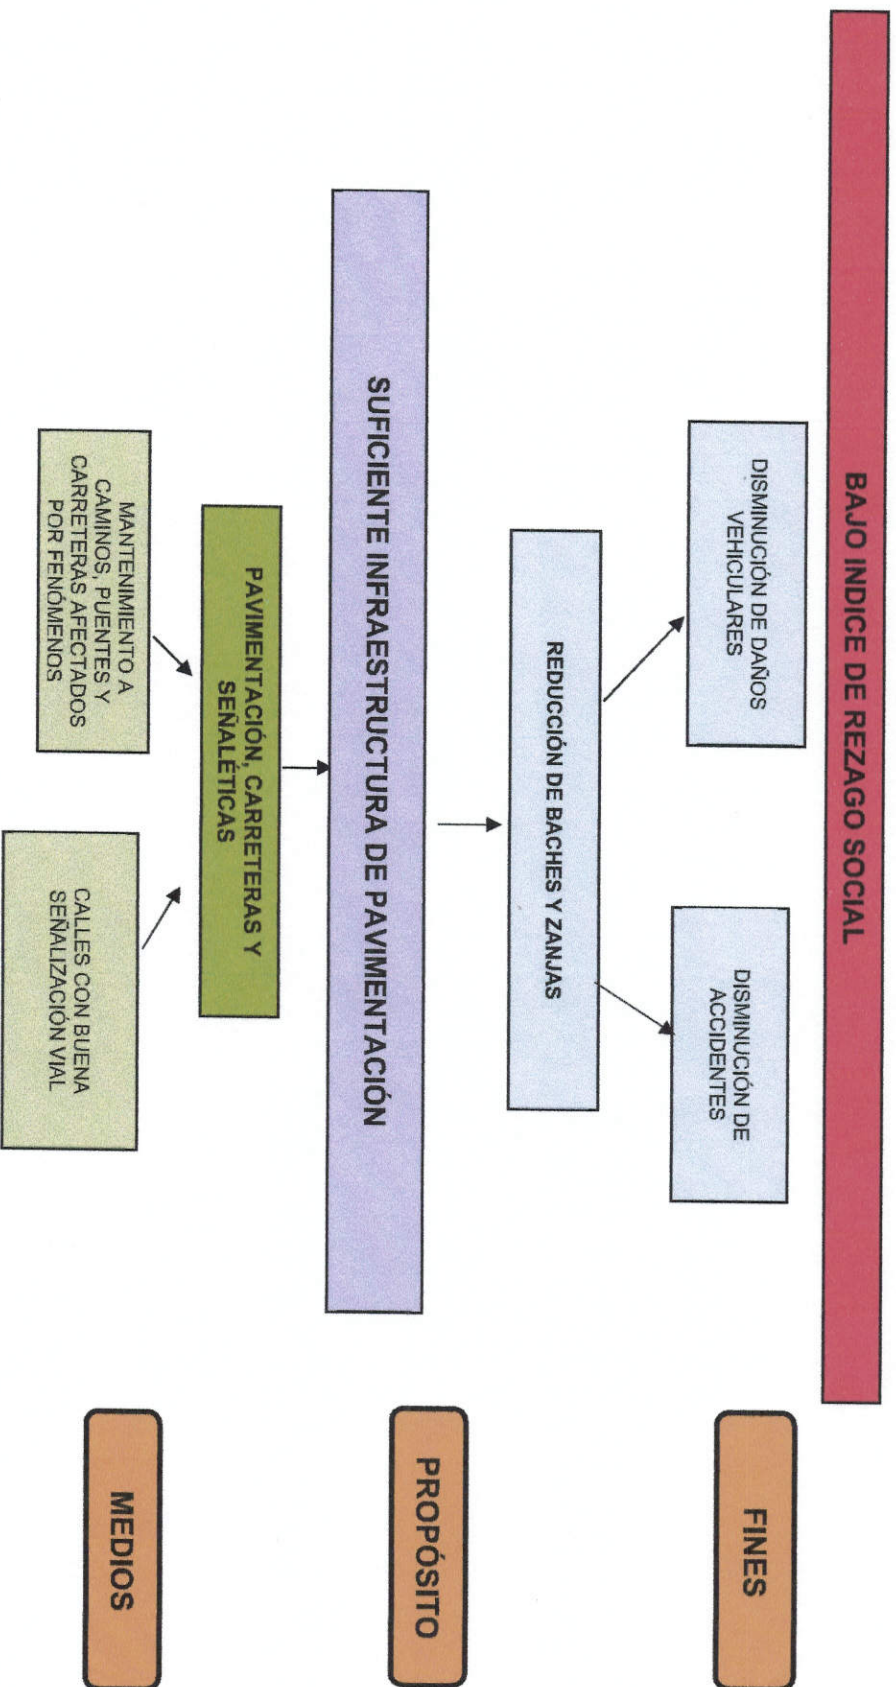 BAJO INDICE DE REZAGO SOCIAL
DISMINUCIÓN DE DAÑOS
VEHICULARES
DISMINUCIÓN DE
ACCIDENTES
FINES
REDUCCIÓN DE BACHES Y ZANJAS
SUFICIENTE INFRAESTRUCTURA DE PAVIMENTACIÓN
PROPÓSITO
PAVIMENTACIÓN, CARRETERAS Y
SEÑALÉTICAS
MANTENIMIENTO A
CAMINOS, PUENTES Y
CARRETERAS AFECTADOS
POR FENÓMENOS
CALLES CON BUENA
SEÑALIZACIÓN VIAL
MEDIOS